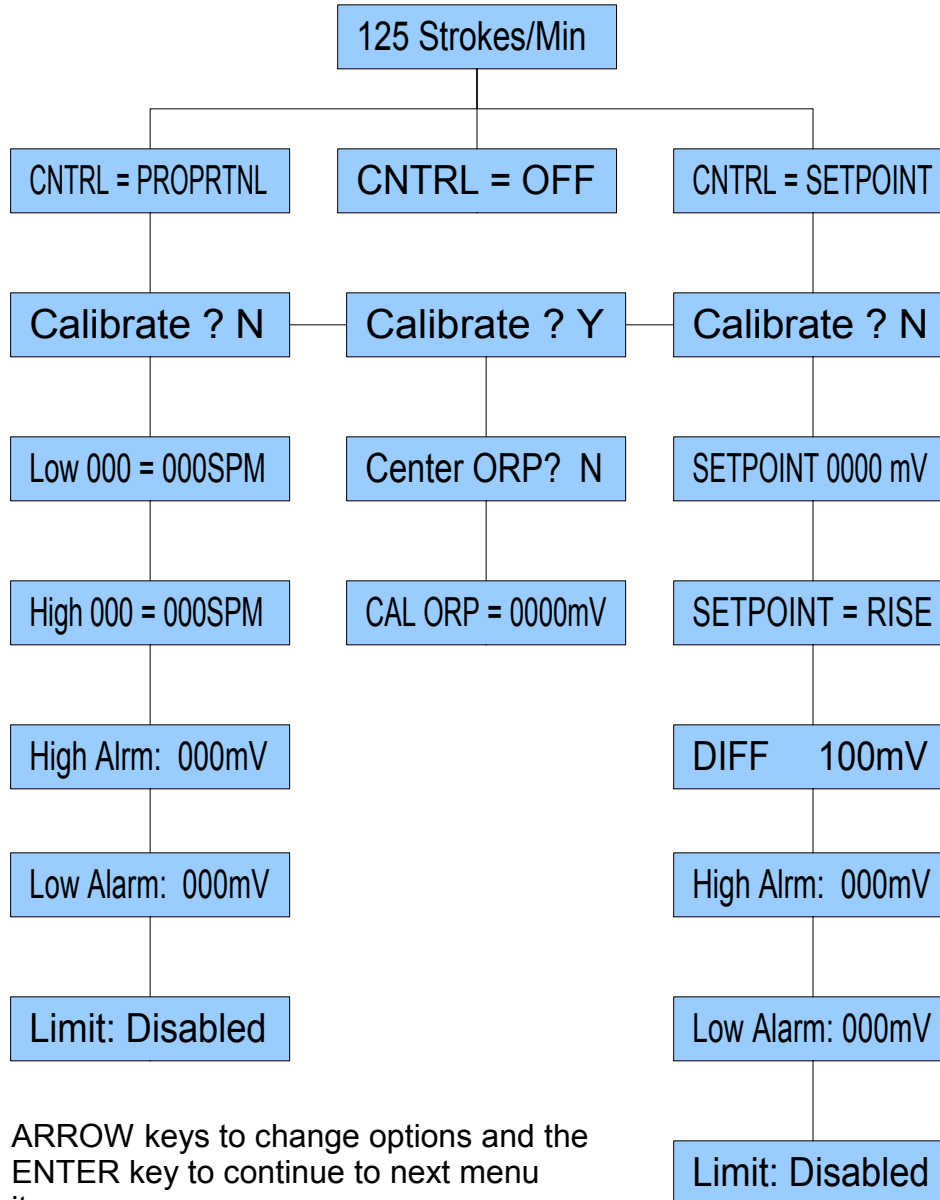 125 Strokes/Min
CNTRL = PROPRTNL
CNTRL = OFF
CNTRL = SETPOINT
Calibrate ? N
Calibrate ? Y
Calibrate ? N
Low 000 = 000SPM
Center ORP? N
SETPOINT 0000 mV
High 000 = 000SPM
CAL ORP = 0000mV
SETPOINT = RISE
High Alrm: 000mV
DIFF 100mV
Low Alarm: 000mV
High Alrm: 000mV
Limit: Disabled
Low Alarm: 000mV
ARROW keys to change options and the
ENTER key to continue to next menu
Limit: Disabled